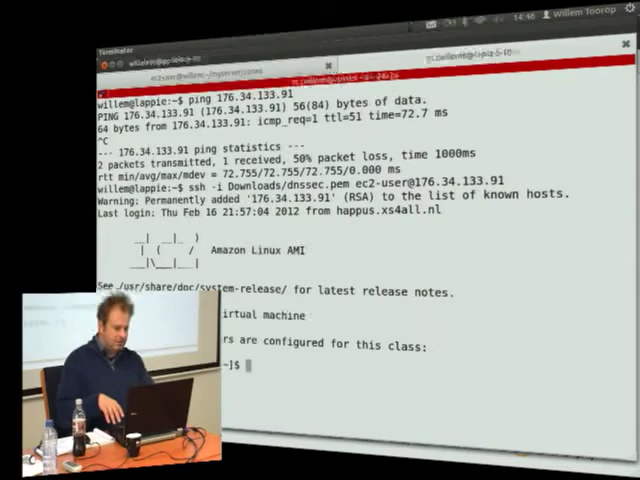 14:46 Willem Toorop
Terminator
willem@lappie: ~
willem@lappie:~$ ping 176.34.133.91
PING 176.34.133.91 (176.34.133.91) 56(84) bytes of data.
64 bytes from 176.34.133.91: icmp_req=1 ttl=51 time=72.7 ms
^C
--- 176.34.133.91 ping statistics ---
2 packets transmitted, 1 received, 50% packet loss, time 1000ms
rtt min/avg/max/mdev = 72.755/72.755/72.755/0.000 ms
willem@lappie:~$ ssh -i Downloads/dnssec.pem ec2-user@176.34.133.91
Warning: Permanently added '176.34.133.91' (RSA) to the list of known hosts.
Last login: Thu Feb 16 21:57:04 2012 from happus.xs4all.nl
__| __|_ )
_| ( / Amazon Linux AMI
___|\___|___|
See /usr/share/doc/system-release/ for latest release notes.
irtual machine
rs are configured for this class:
~]$